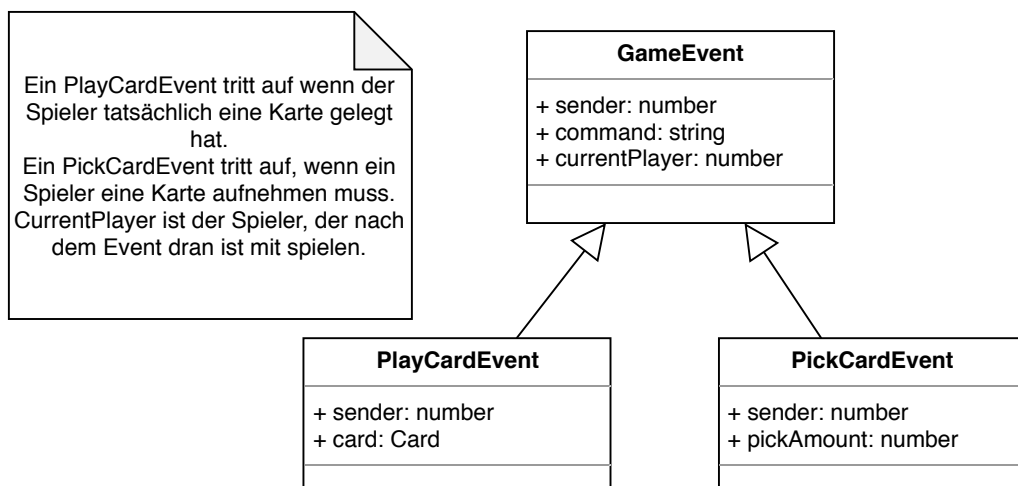 Ein PlayCardEvent tritt auf wenn der
Spieler tatsächlich eine Karte gelegt
hat.
Ein PickCardEvent tritt auf, wenn ein
Spieler eine Karte aufnehmen muss.
CurrentPlayer ist der Spieler, der nach
dem Event dran ist mit spielen.
GameEvent
+ sender: number
+ command: string
+ currentPlayer: number
PlayCardEvent
+ sender: number
+ card: Card
PickCardEvent
+ sender: number
+ pickAmount: number